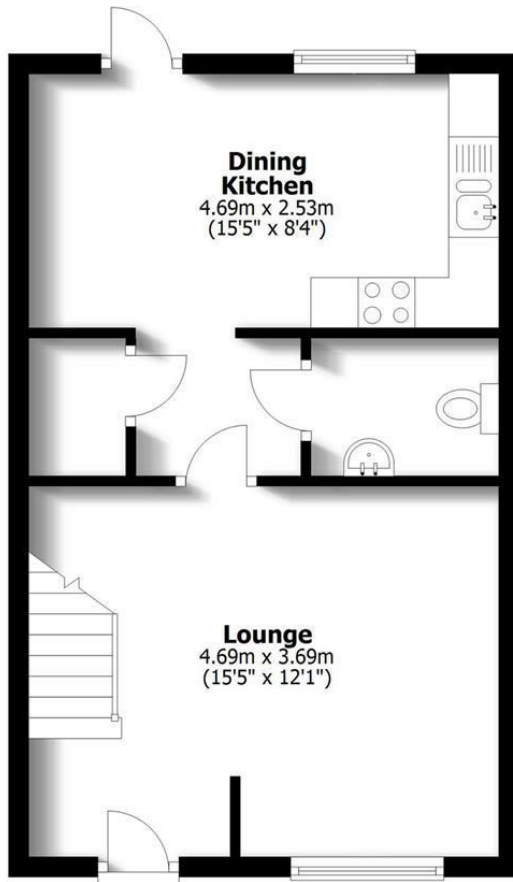 Dining
Kitchen
4.69m x 2.53m
(15'5" x 8'4")
Lounge
4.69m x 3.69m
(15'5" x 12'1")